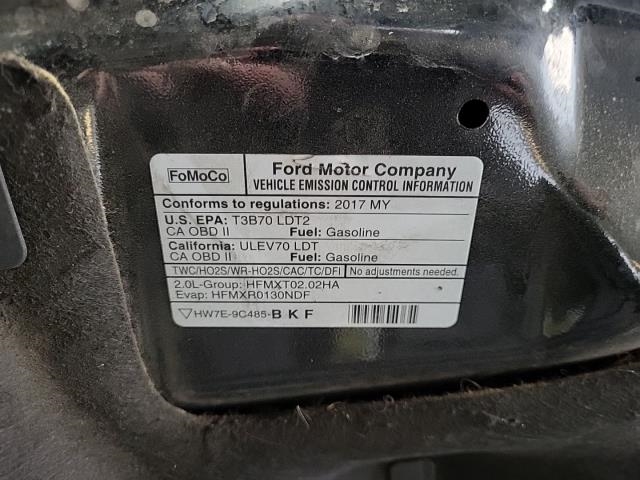 FoMoCo
Ford Motor Company
VEHICLE EMISSION CONTROL INFORMATION
Conforms to regulations: 2017 MY
U.S. EPA: T3B70 LDT2
CA OBD II Fuel: Gasoline
California: ULEV70 LDT
CA OBD II Fuel: Gasoline
TWC/HO2S/WR-HO2S/CAC/TC/DFI No adjustments needed.
2.0L-Group: HFMXT02.02HA
Evap: HFMXR0130NDF
HW7E-9C485-B K F